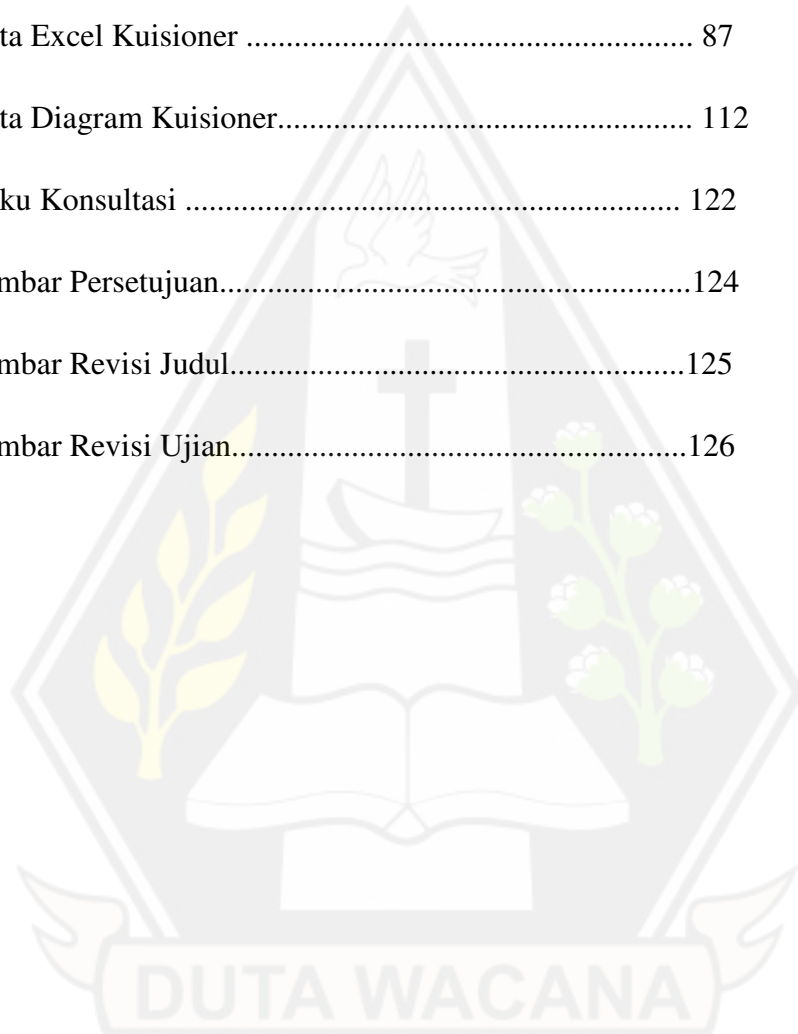 ta Excel Kuisioner ........................................................ 87
ta Diagram Kuisioner.................................................... 112
ku Konsultasi .............................................................. 122
mbar Persetujuan...........................................................124
mbar Revisi Judul.........................................................125
mbar Revisi Ujian.........................................................126
DUTA WACANA